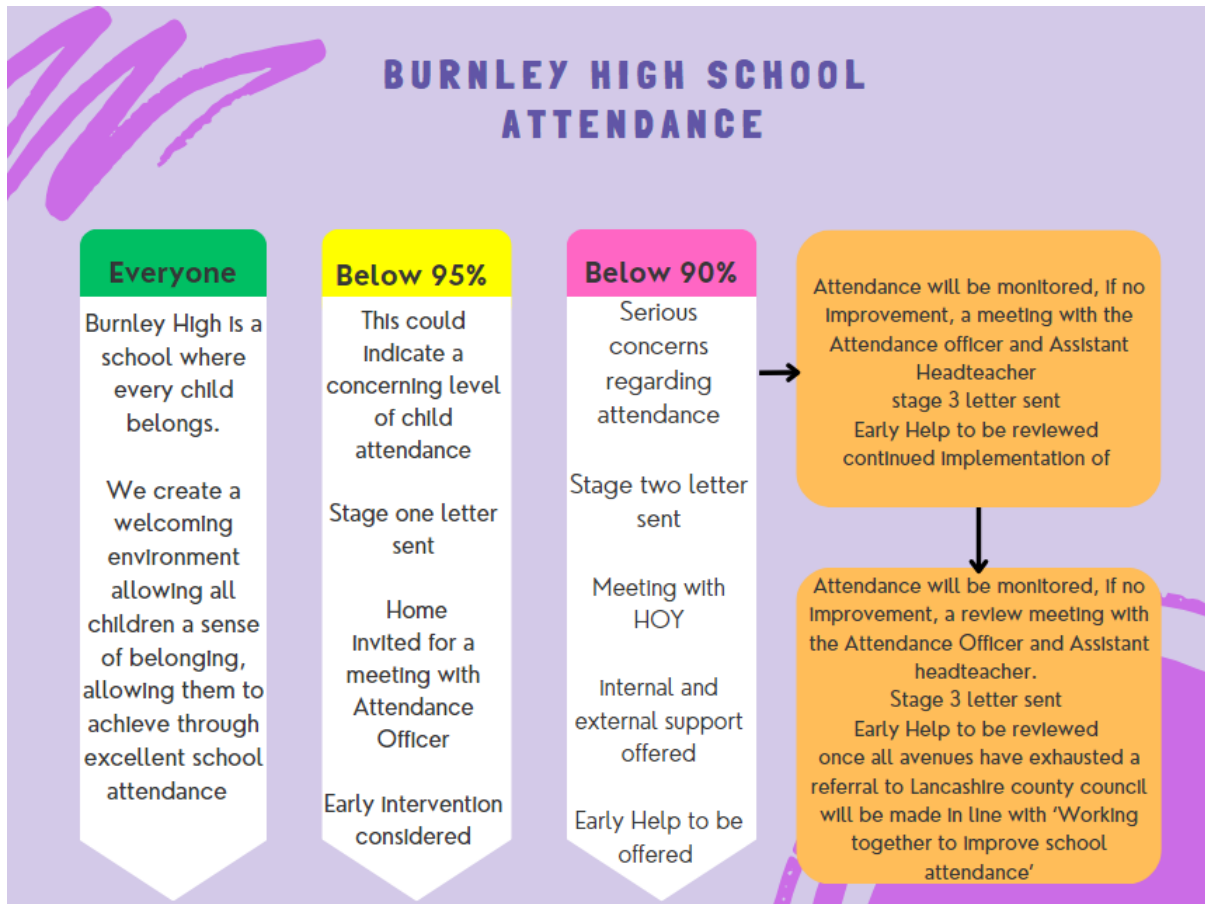 BURNLEY HIGH SCHOOL
ATTENDANCE
Everyone
Burnley High is a
school where
every child
belongs.
We create a
welcoming
environment
allowing all
children a sense
of belonging,
allowing them to
achieve through
excellent school
attendance
Below 95%
This could
indicate a
concerning level
of child
attendance
Stage one letter
sent
Home
invited for a
meeting with
Attendance
Officer
Early intervention
considered
Below 90%
Serious
concerns
regarding
attendance
Stage two letter
sent
Meeting with
HOY
Internal and
external support
offered
Early Help to be
offered
Attendance will be monitored, if no
improvement, a meeting with the
Attendance officer and Assistant
Headteacher
stage 3 letter sent
Early Help to be reviewed
continued implementation of
Attendance will be monitored, if no
improvement, a review meeting with
the Attendance Officer and Assistant
headteacher.
Stage 3 letter sent
Early Help to be reviewed
once all avenues have exhausted a
referral to Lancashire county council
will be made in line with ‘Working
together to improve school
attendance’